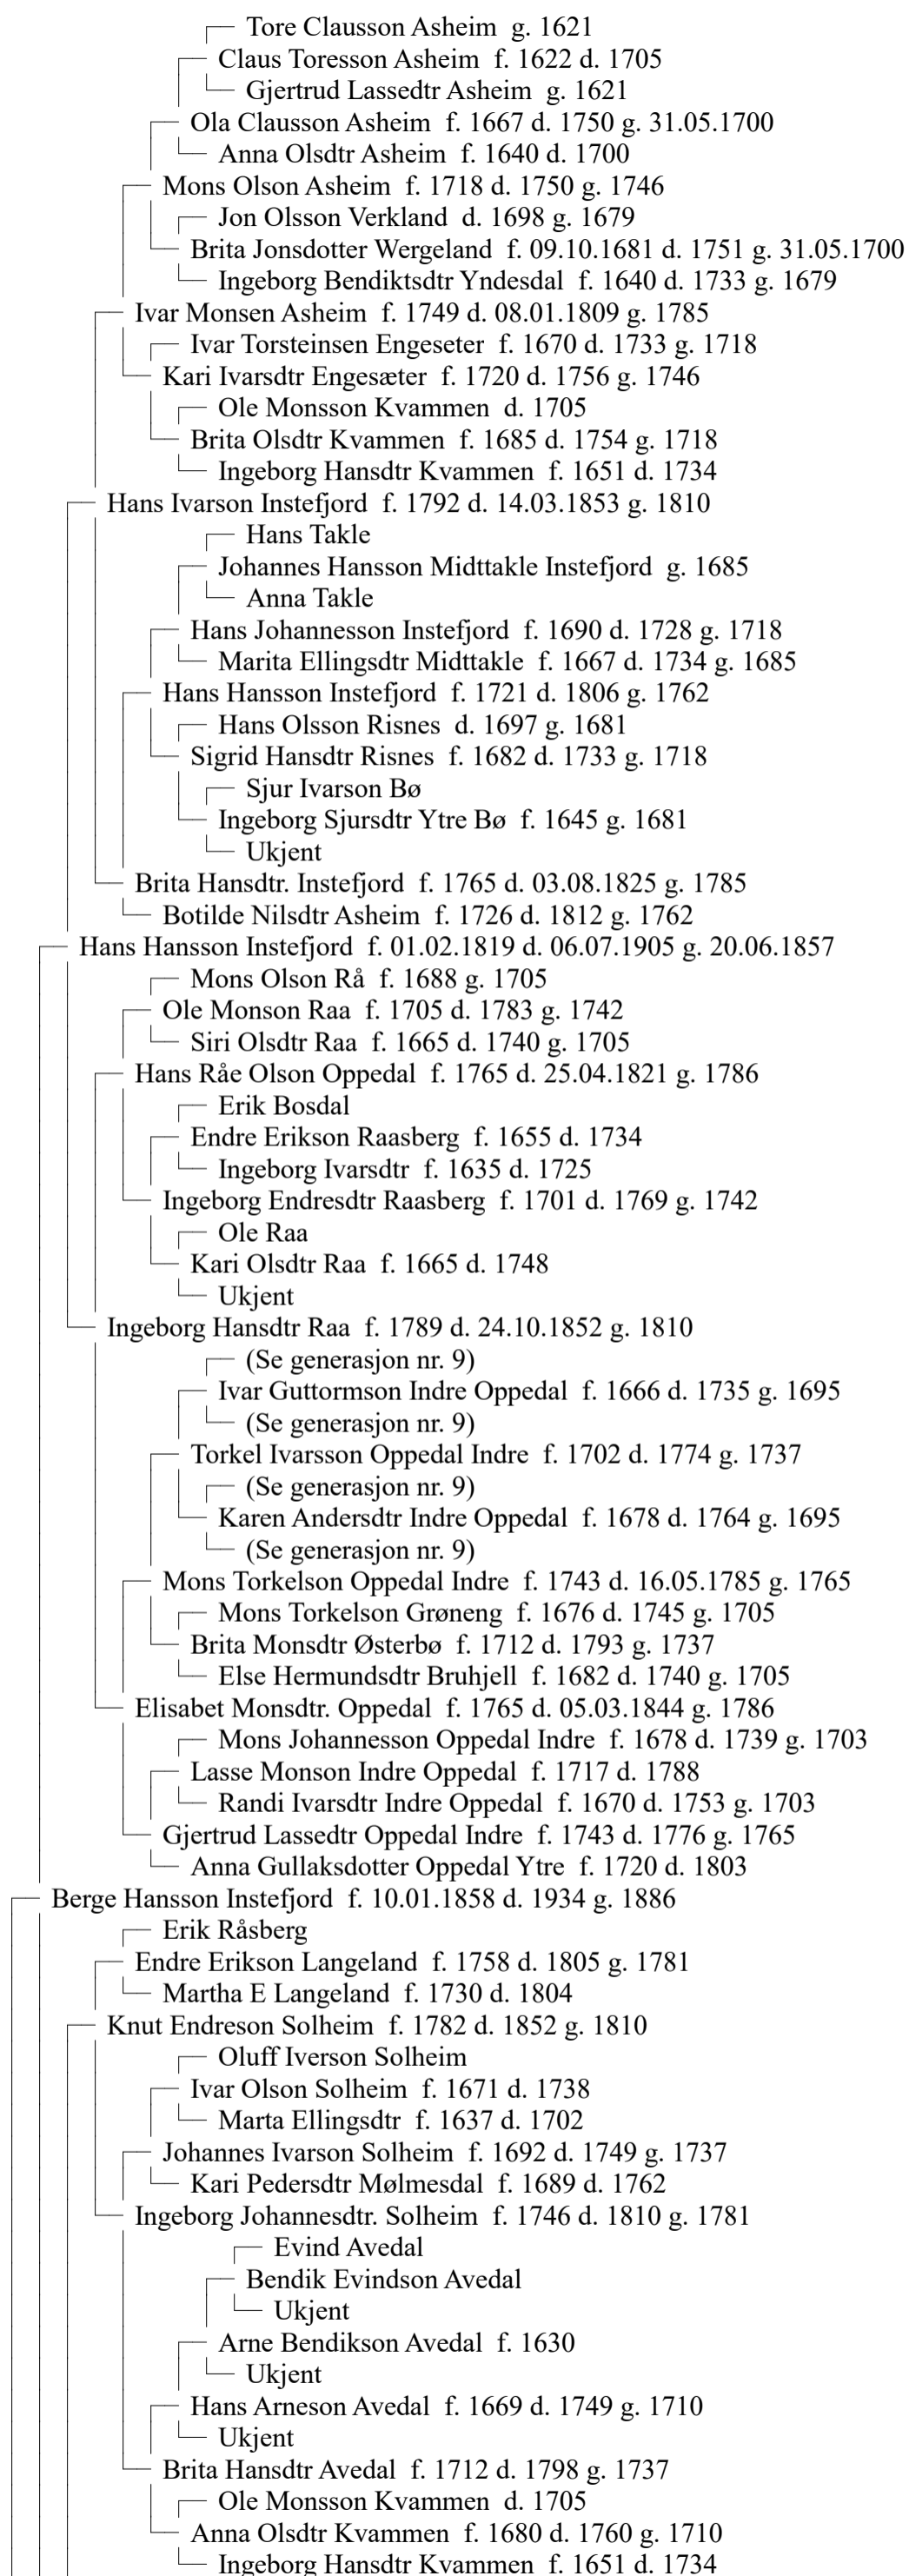 Tore Clausson Asheim g. 1621
Claus Toresson Asheim f. 1622 d. 1705
Gjertrud Lassedtr Asheim g. 1621
Ola Clausson Asheim f. 1667 d. 1750 g. 31.05.1700
Anna Olsdtr Asheim f. 1640 d. 1700
Mons Olson Asheim f. 1718 d. 1750 g. 1746
Jon Olsson Verkland d. 1698 g. 1679
Brita Jonsdotter Wergeland f. 09.10.1681 d. 1751 g. 31.05.1700
Ingeborg Bendiktsdtr Yndesdal f. 1640 d. 1733 g. 1679
Ivar Monsen Asheim f. 1749 d. 08.01.1809 g. 1785
Ivar Torsteinsen Engeseter f. 1670 d. 1733 g. 1718
Kari Ivarsdtr Engesæter f. 1720 d. 1756 g. 1746
Ole Monsson Kvammen d. 1705
Brita Olsdtr Kvammen f. 1685 d. 1754 g. 1718
Ingeborg Hansdtr Kvammen f. 1651 d. 1734
Hans Ivarson Instefjord f. 1792 d. 14.03.1853 g. 1810
Hans Takle
Johannes Hansson Midttakle Instefjord g. 1685
Anna Takle
Hans Johannesson Instefjord f. 1690 d. 1728 g. 1718
Marita Ellingsdtr Midttakle f. 1667 d. 1734 g. 1685
Hans Hansson Instefjord f. 1721 d. 1806 g. 1762
Hans Olsson Risnes d. 1697 g. 1681
Sigrid Hansdtr Risnes f. 1682 d. 1733 g. 1718
Sjur Ivarson Bø
Ingeborg Sjursdtr Ytre Bø f. 1645 g. 1681
Ukjent
Brita Hansdtr. Instefjord f. 1765 d. 03.08.1825 g. 1785
Botilde Nilsdtr Asheim f. 1726 d. 1812 g. 1762
Hans Hansson Instefjord f. 01.02.1819 d. 06.07.1905 g. 20.06.1857
Mons Olson Rå f. 1688 g. 1705
Ole Monson Raa f. 1705 d. 1783 g. 1742
Siri Olsdtr Raa f. 1665 d. 1740 g. 1705
Hans Råe Olson Oppedal f. 1765 d. 25.04.1821 g. 1786
Erik Bosdal
Endre Erikson Raasberg f. 1655 d. 1734
Ingeborg Ivarsdtr f. 1635 d. 1725
Ingeborg Endresdtr Raasberg f. 1701 d. 1769 g. 1742
Ole Raa
Kari Olsdtr Raa f. 1665 d. 1748
Ukjent
Ingeborg Hansdtr Raa f. 1789 d. 24.10.1852 g. 1810
(Se generasjon nr. 9)
Ivar Guttormson Indre Oppedal f. 1666 d. 1735 g. 1695
(Se generasjon nr. 9)
Torkel Ivarsson Oppedal Indre f. 1702 d. 1774 g. 1737
(Se generasjon nr. 9)
Karen Andersdtr Indre Oppedal f. 1678 d. 1764 g. 1695
(Se generasjon nr. 9)
Mons Torkelson Oppedal Indre f. 1743 d. 16.05.1785 g. 1765
Mons Torkelson Grøneng f. 1676 d. 1745 g. 1705
Brita Monsdtr Østerbø f. 1712 d. 1793 g. 1737
Else Hermundsdtr Bruhjell f. 1682 d. 1740 g. 1705
Elisabet Monsdtr. Oppedal f. 1765 d. 05.03.1844 g. 1786
Mons Johannesson Oppedal Indre f. 1678 d. 1739 g. 1703
Lasse Monson Indre Oppedal f. 1717 d. 1788
Randi Ivarsdtr Indre Oppedal f. 1670 d. 1753 g. 1703
Gjertrud Lassedtr Oppedal Indre f. 1743 d. 1776 g. 1765
Anna Gullaksdotter Oppedal Ytre f. 1720 d. 1803
Berge Hansson Instefjord f. 10.01.1858 d. 1934 g. 1886
Erik Råsberg
Endre Erikson Langeland f. 1758 d. 1805 g. 1781
Martha E Langeland f. 1730 d. 1804
Knut Endreson Solheim f. 1782 d. 1852 g. 1810
Oluff Iverson Solheim
Ivar Olson Solheim f. 1671 d. 1738
Marta Ellingsdtr f. 1637 d. 1702
Johannes Ivarson Solheim f. 1692 d. 1749 g. 1737
Kari Pedersdtr Mølmesdal f. 1689 d. 1762
Ingeborg Johannesdtr. Solheim f. 1746 d. 1810 g. 1781
Evind Avedal
Bendik Evindson Avedal
Ukjent
Arne Bendikson Avedal f. 1630
Ukjent
Hans Arneson Avedal f. 1669 d. 1749 g. 1710
Ukjent
Brita Hansdtr Avedal f. 1712 d. 1798 g. 1737
Ole Monsson Kvammen d. 1705
Anna Olsdtr Kvammen f. 1680 d. 1760 g. 1710
Ingeborg Hansdtr Kvammen f. 1651 d. 1734